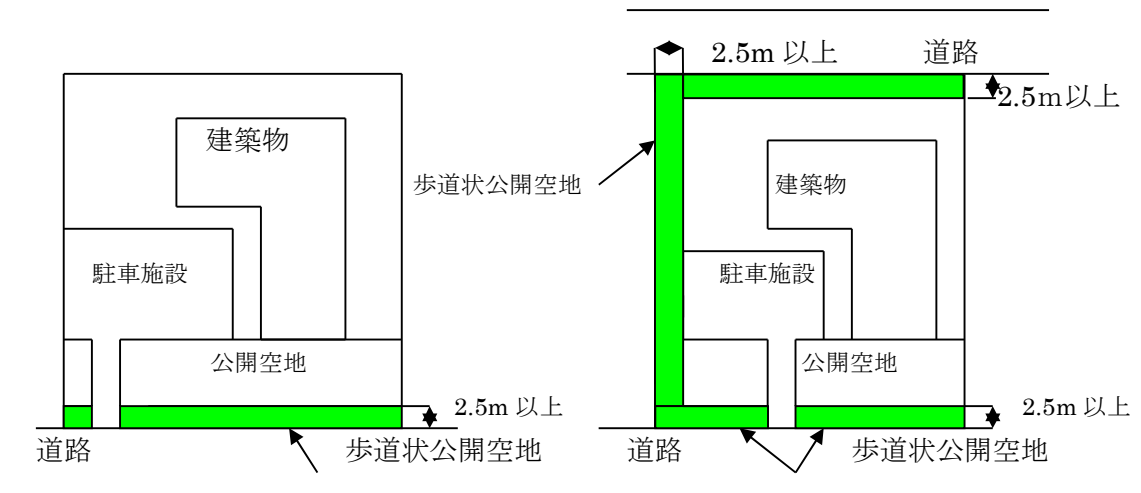 建築物
駐車施設
公開空地
2.5m 以上
道路
歩道状公開空地
2.5m 以上
道路
2.5m以上
歩道状公開空地
建築物
駐車施設
公開空地
2.5m 以上
道路
歩道状公開空地